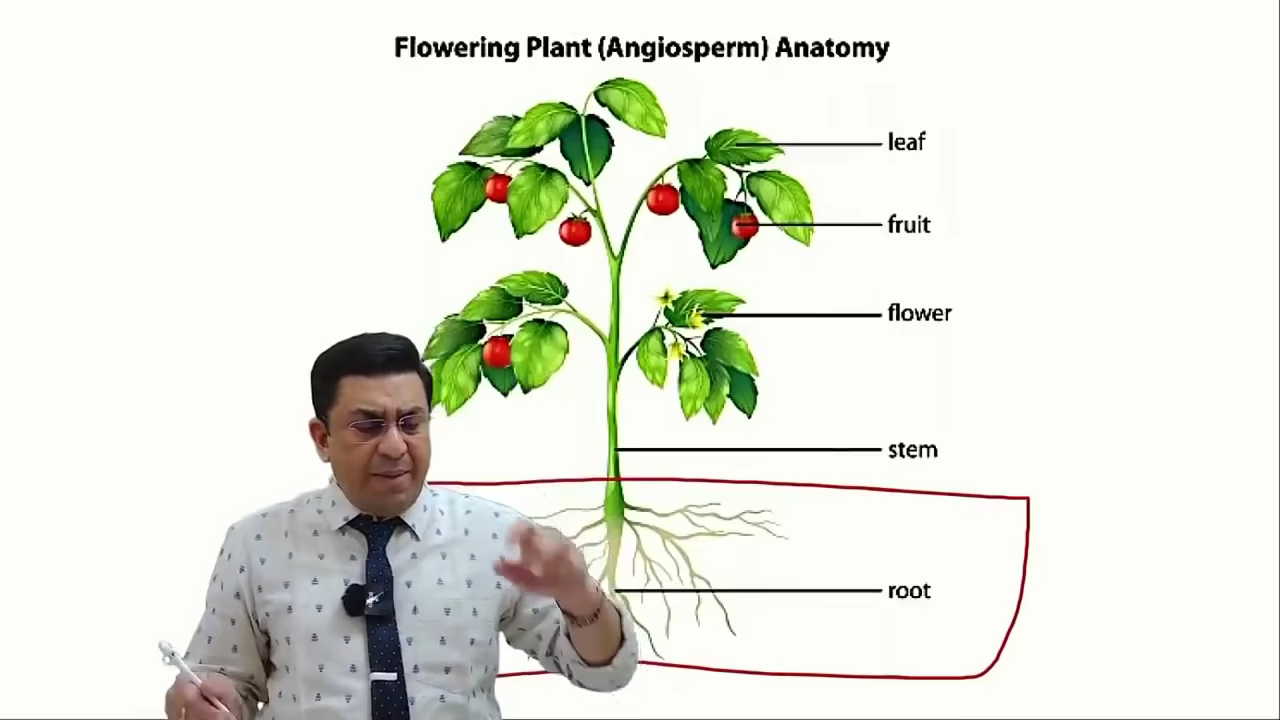 Flowering Plant (Angiosperm) Anatomy
leaf
fruit
flower
stem
root